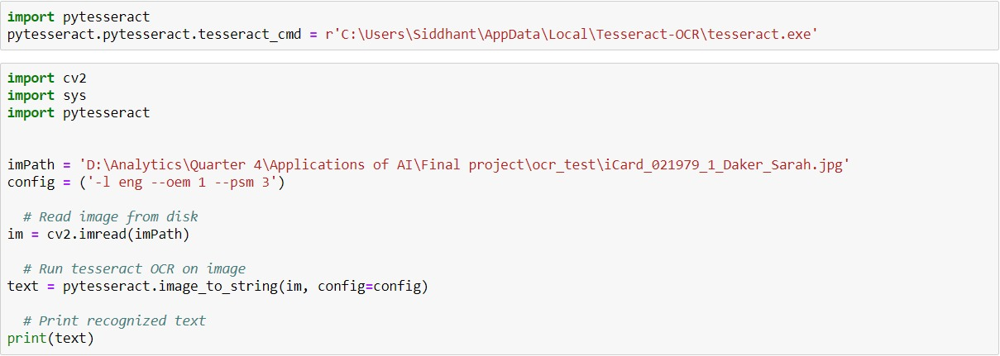 import pytesseract
pytesseract.pytesseract.tesseract_cmd = r'C:\Users\Siddhant\AppData\Local\Tesseract-OCR\tesseract.exe'
import cv2
import sys
import pytesseract
imPath = 'D:\Analytics\Quarter 4\Applications of AI\Final project\ocr_test\iCard_021979_1_Daker_Sarah.jpg'
config = ('-l eng --oem 1 --psm 3')
# Read image from disk
im = cv2.imread(imPath)
# Run tesseract OCR on image
text = pytesseract.image_to_string(im, config=config)
# Print recognized text
print(text)